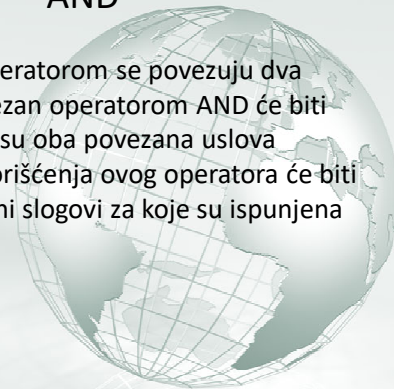 AND
eratorom se povezuju dva
ezan operatorom AND će biti
su oba povezana uslova
orišćenja ovog operatora će biti
ni slogovi za koje su ispunjena